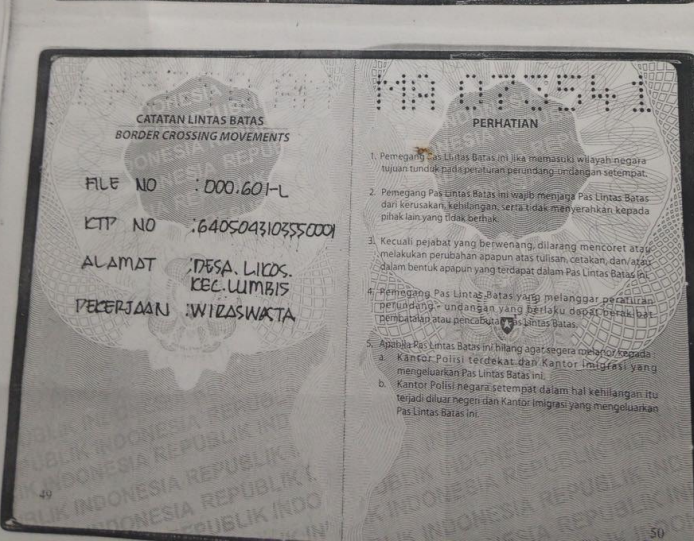 CATATAN LINTAS BATAS
BORDER CROSSING MOVEMENTS
FILE NO : D00.601-L
KTP NO : 6405043103550001
ALAMAT : DESA. LIKOS.
KEC. LUMBIS
PEKERJAAN : WIRASWASTA
49
MA 073541
PERHATIAN
1. Pemegang Pas Lintas Batas ini jika memasuki wilayah negara
tujuan tunduk pada peraturan perundang-undangan setempat.
2. Pemegang Pas Lintas Batas ini wajib menjaga Pas Lintas Batas
dari kerusakan, kehilangan, serta tidak menyerahkan kepada
pihak lain yang tidak berhak.
3. Kecuali pejabat yang berwenang, dilarang mencoret atau
melakukan perubahan apapun atas tulisan, cetakan, dan/atau
dalam bentuk apapun yang terdapat dalam Pas Lintas Batas ini.
4. Pemegang Pas Lintas Batas yang melanggar peraturan
perundang - undangan yang berlaku dapat berakibat
pembatalan atau pencabutan Lintas Batas.
5. Apabila Pas Lintas Batas ini hilang agar segera melapor kepada :
a. Kantor Polisi terdekat dan Kantor Imigrasi yang
mengeluarkan Pas Lintas Batas ini.
b. Kantor Polisi negara setempat dalam hal kehilangan itu
terjadi diluar negeri dan Kantor Imigrasi yang mengeluarkan
Pas Lintas Batas ini.
50
REPUBLIK INDONESIA